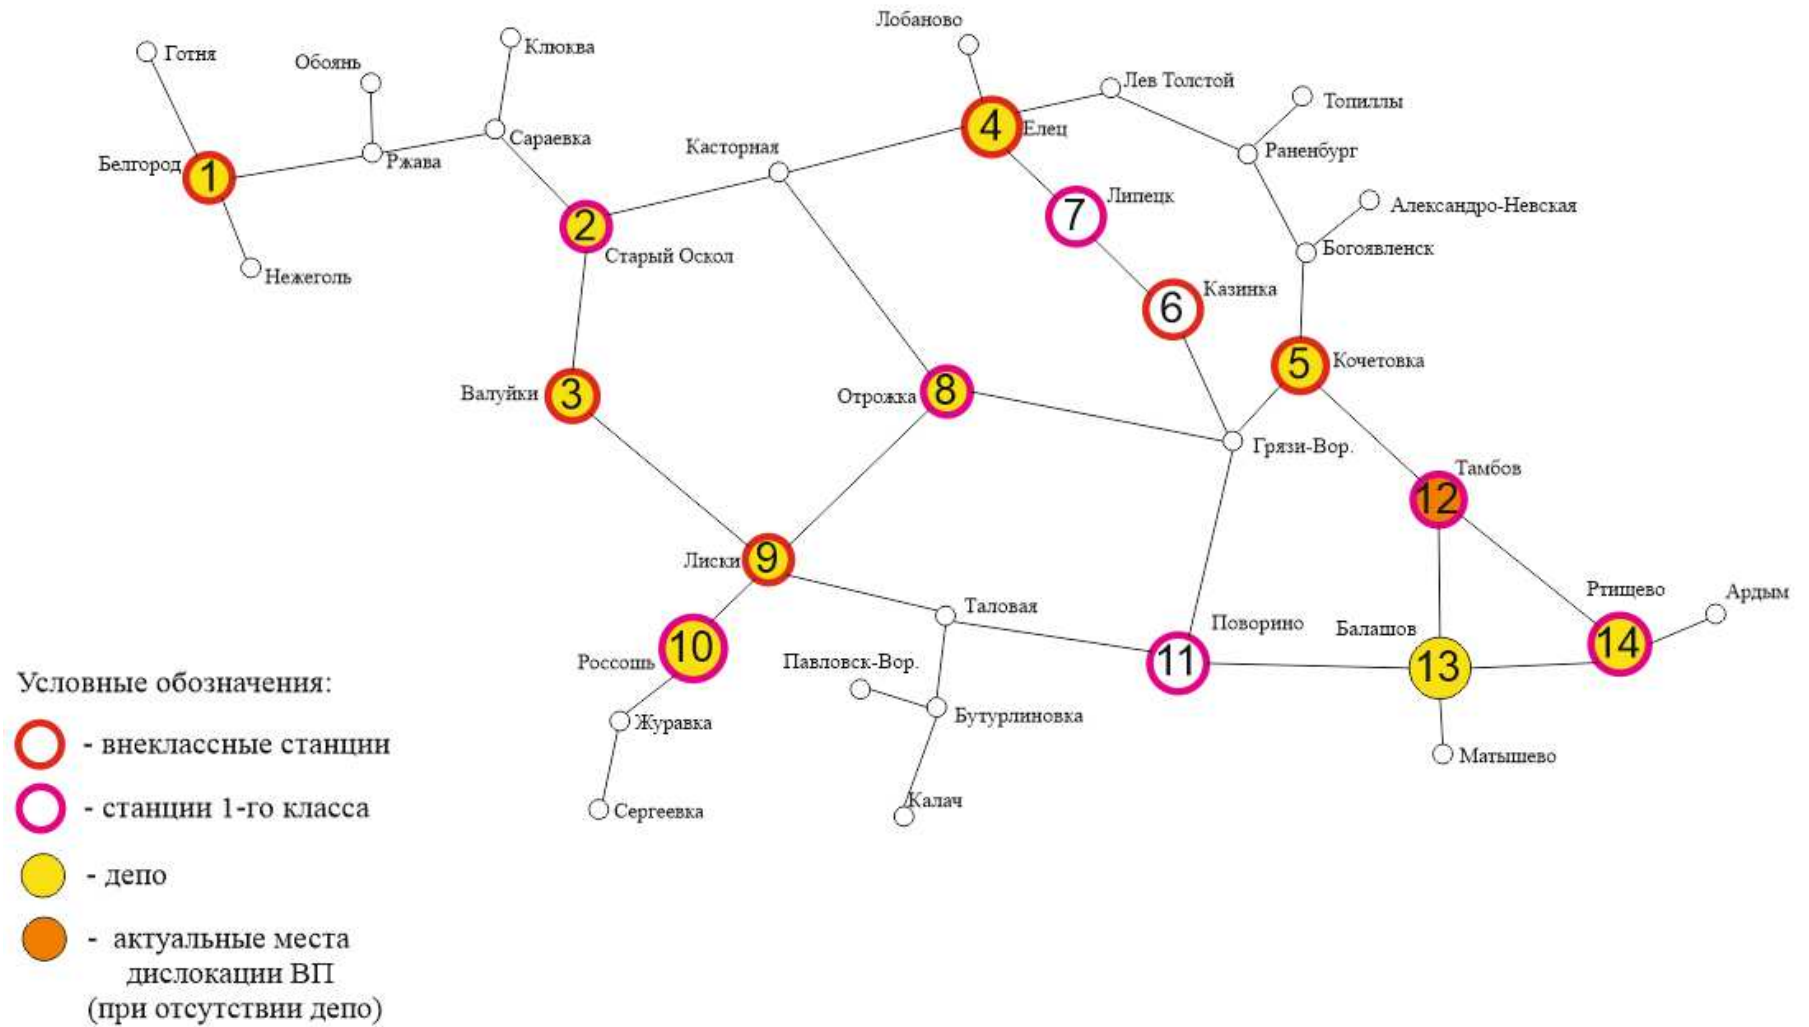 Лобаново
Готня
Клюква
Обоянь
Лев Толстой
Топиллы
4
Елец
Сараевка
Касторная
Раненбург
Белгород
1
Ржава
7
Липецк
Александро-Невская
2
Старый Оскол
Богоявленск
Нежеголь
6
Казинка
5
Кочетовка
Валуйки
3
Отрожка
8
Грязи-Вор.
Тамбов
12
Лиски
9
Ртищево
Ардым
Таловая
Поворино
Балашов
14
Россошь
10
Павловск-Вор.
11
13
Журавка
Бутурлиновка
Матышево
Сергеевка
Калач
Условные обозначения:
- внеклассные станции
- станции 1-го класса
- депо
- актуальные места
дислокации ВП
(при отсутствии депо)